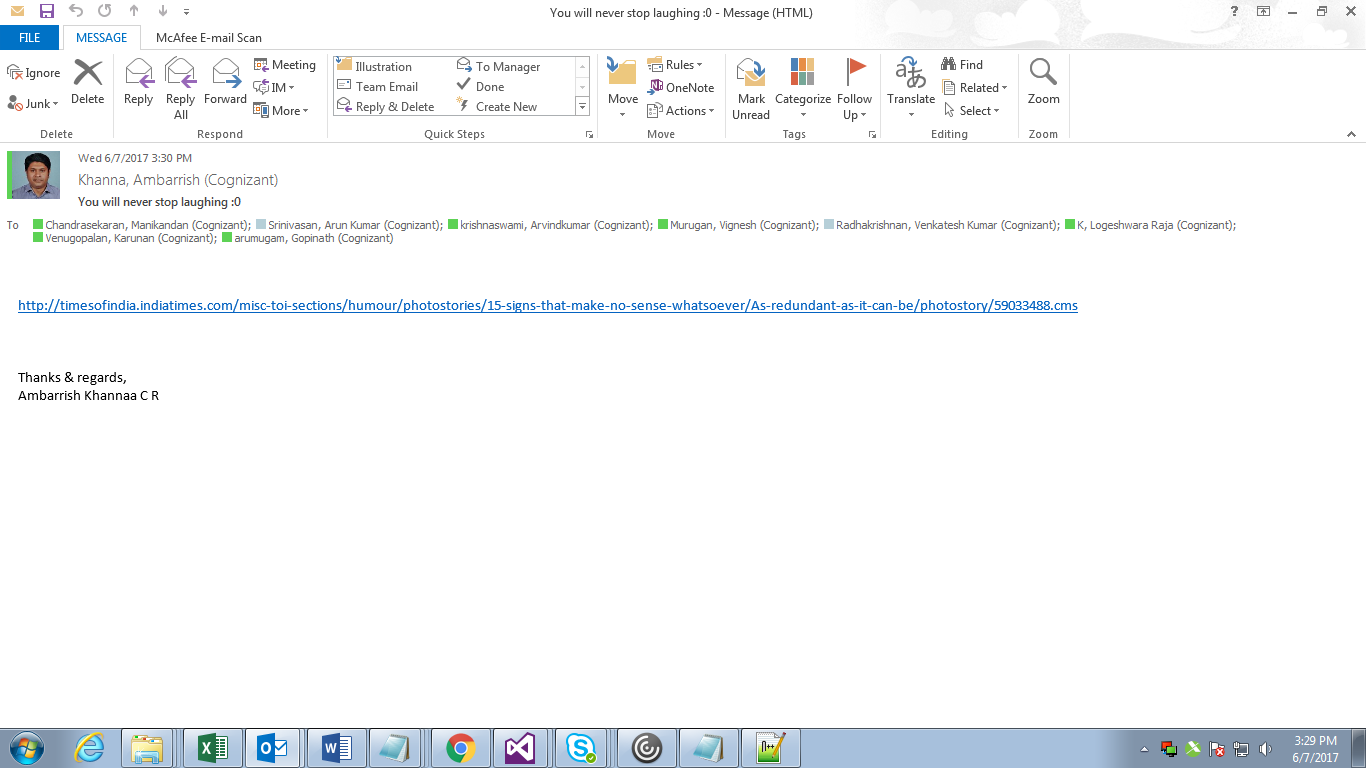 You will never stop laughing :0 - Message (HTML)
?
FILE MESSAGE McAfee E-mail Scan
Ignore
Junk
Delete
Delete
Reply
Reply All
Forward
Meeting
IM
More
Respond
Illustration To Manager
Team Email Done
Reply & Delete Create New
Quick Steps
Move
Rules
OneNote
Actions
Move
Mark Unread
Categorize
Follow Up
Tags
Translate
Find
Related
Select
Editing
Zoom
Zoom
Wed 6/7/2017 3:30 PM
Khanna, Ambarrish (Cognizant)
You will never stop laughing :0
To Chandrasekaran, Manikandan (Cognizant); Srinivasan, Arun Kumar (Cognizant); krishnaswami, Arvindkumar (Cognizant); Murugan, Vignesh (Cognizant); Radhakrishnan, Venkatesh Kumar (Cognizant); K, Logeshwara Raja (Cognizant);
Venugopalan, Karunan (Cognizant); arumugam, Gopinath (Cognizant)
http://timesofindia.indiatimes.com/misc-toi-sections/humour/photostories/15-signs-that-make-no-sense-whatsoever/As-redundant-as-it-can-be/photostory/59033488.cms
Thanks & regards,
Ambarrish Khannaa C R
3:29 PM
6/7/2017